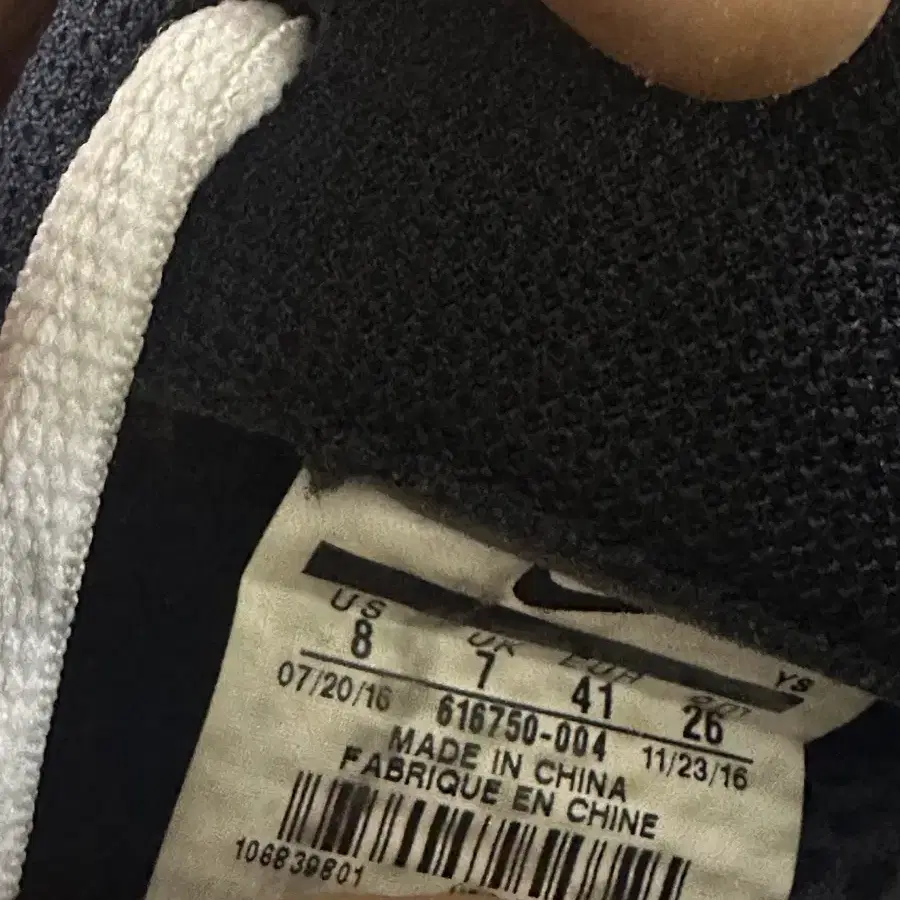 YS
US UK EUR
8 7 41 26
07/20/16 616750-004 11/23/16
MADE IN CHINA
FABRIQUE EN CHINE
106839801